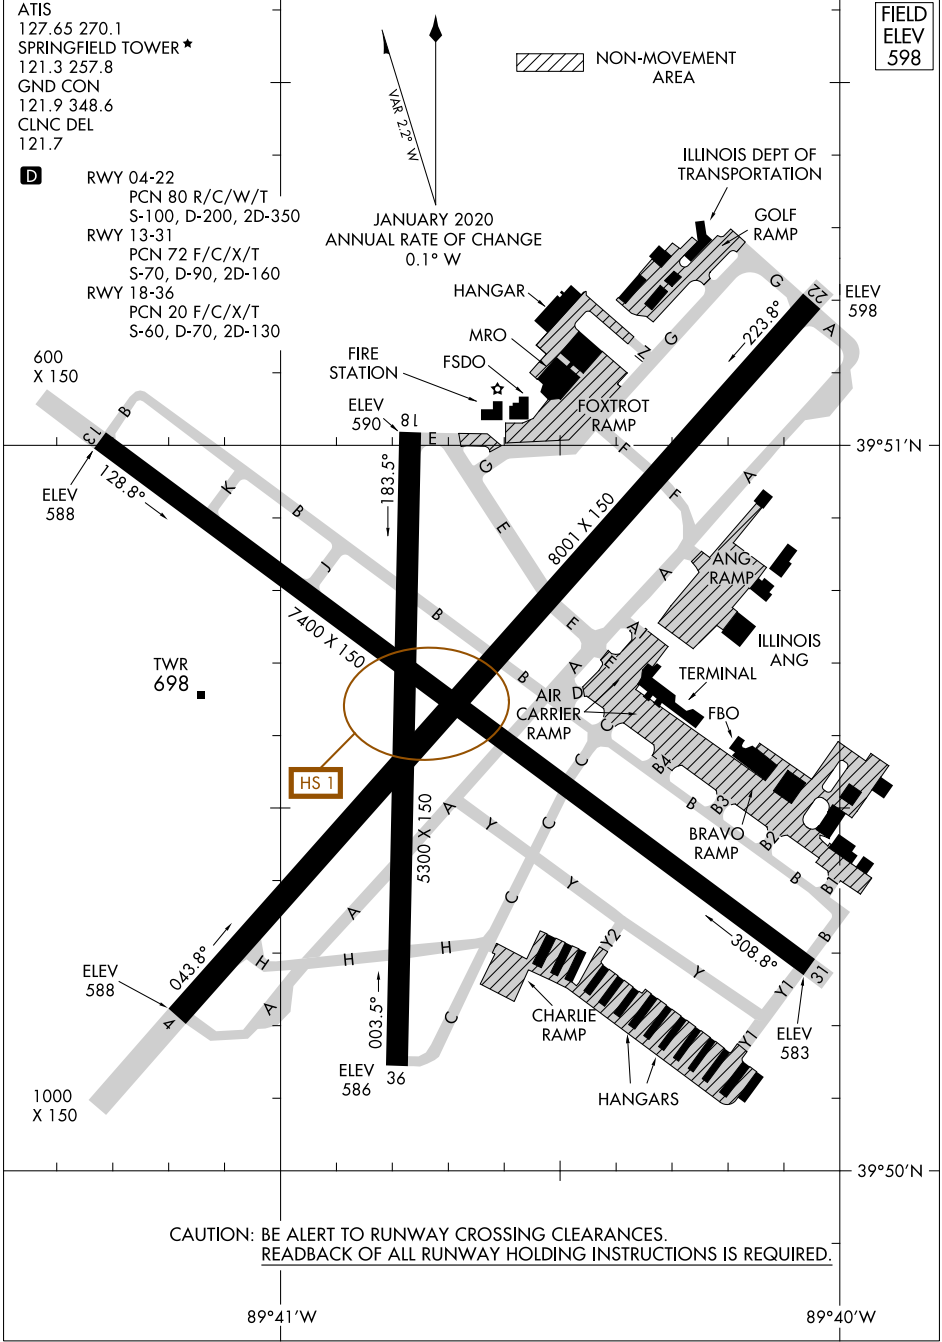 ATIS
127.65 270.1
SPRINGFIELD TOWER★
121.3 257.8
GND CON
121.9 348.6
CLNC DEL
121.7
D
RWY 04-22
PCN 80 R/C/W/T
S-100, D-200, 2D-350
RWY 13-31
PCN 72 F/C/X/T
S-70, D-90, 2D-160
RWY 18-36
PCN 20 F/C/X/T
S-60, D-70, 2D-130
VAR 2.2° W
JANUARY 2020
ANNUAL RATE OF CHANGE
0.1° W
NON-MOVEMENT
AREA
FIELD
ELEV
598
ILLINOIS DEPT OF
TRANSPORTATION
GOLF
RAMP
HANGAR
MRO
FSDO
FIRE
STATION
FOXTROT
RAMP
G
G
Z
22
ELEV
598
A
223.8°
600
X 150
B
13
ELEV
588
128.8°
ELEV
590
18
183.5°
E
G
E
F
F
A
8001 X 150
39°51'N
K
B
J
B
7400 X 150
A
ANG
RAMP
ILLINOIS
ANG
E
A1
E
A
B
D
AIR
CARRIER
RAMP
TERMINAL
FBO
TWR
698
HS 1
C
C
B4
B
B3
BRAVO
RAMP
B2
B
B1
B
5300 X 150
A
Y
C
Y
C
A
H
H
H
043.8°
A
ELEV
588
4
003.5°
C
ELEV
586
36
1000
X 150
308.8°
31
ELEV
583
Y2
Y
Y1
Y1
CHARLIE
RAMP
HANGARS
39°50'N
CAUTION: BE ALERT TO RUNWAY CROSSING CLEARANCES.
READBACK OF ALL RUNWAY HOLDING INSTRUCTIONS IS REQUIRED.
89°41'W
89°40'W